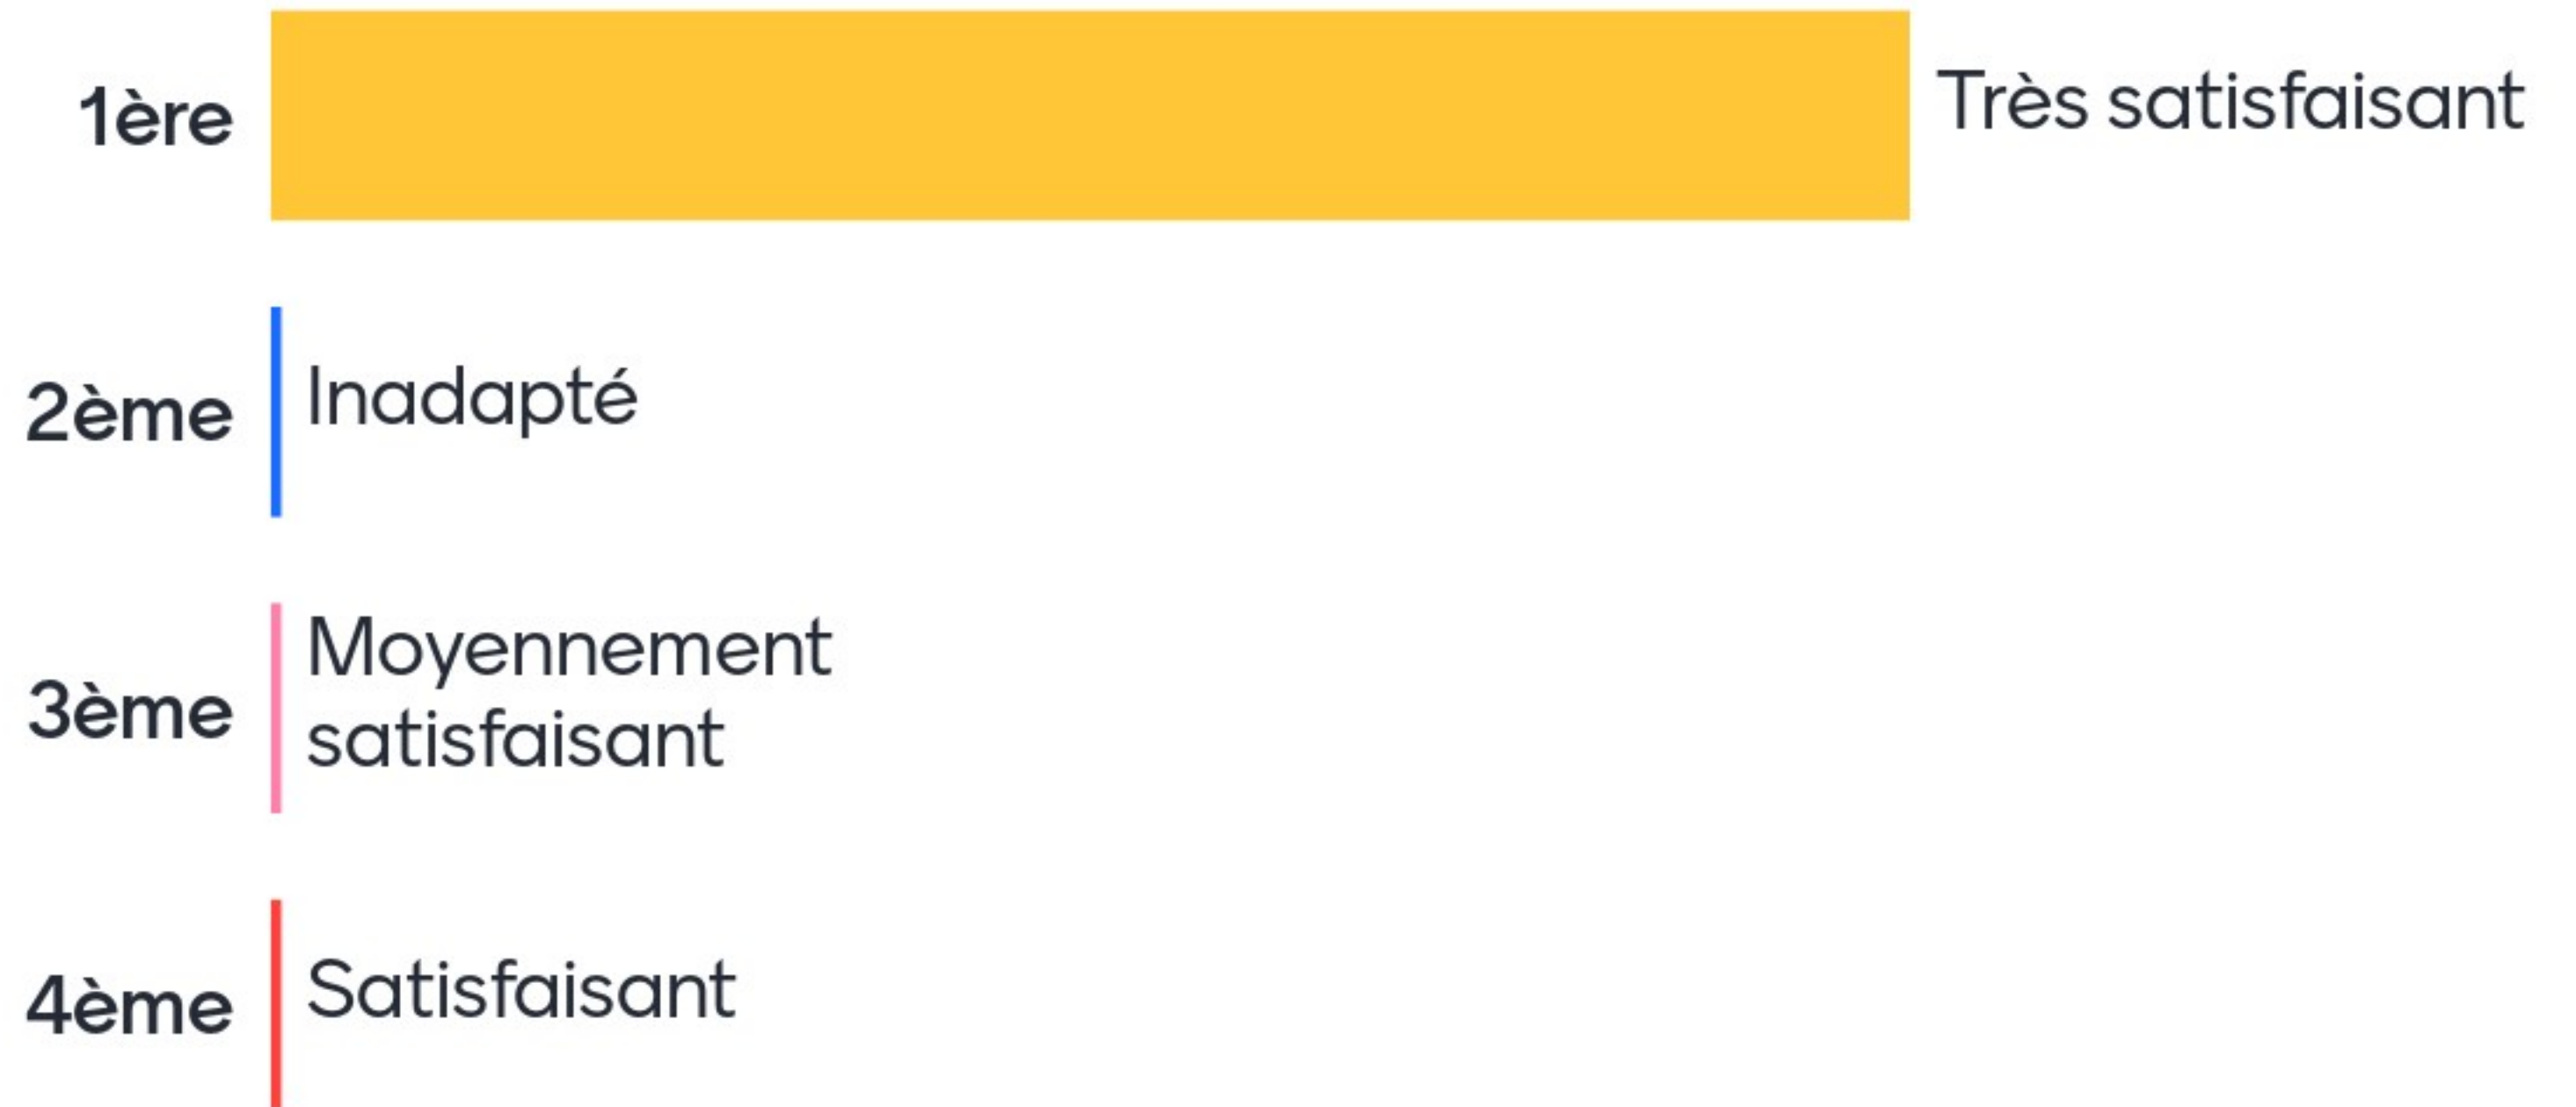 1ère Très satisfaisant
2ème Inadapté
3ème Moyennement
satisfaisant
4ème Satisfaisant